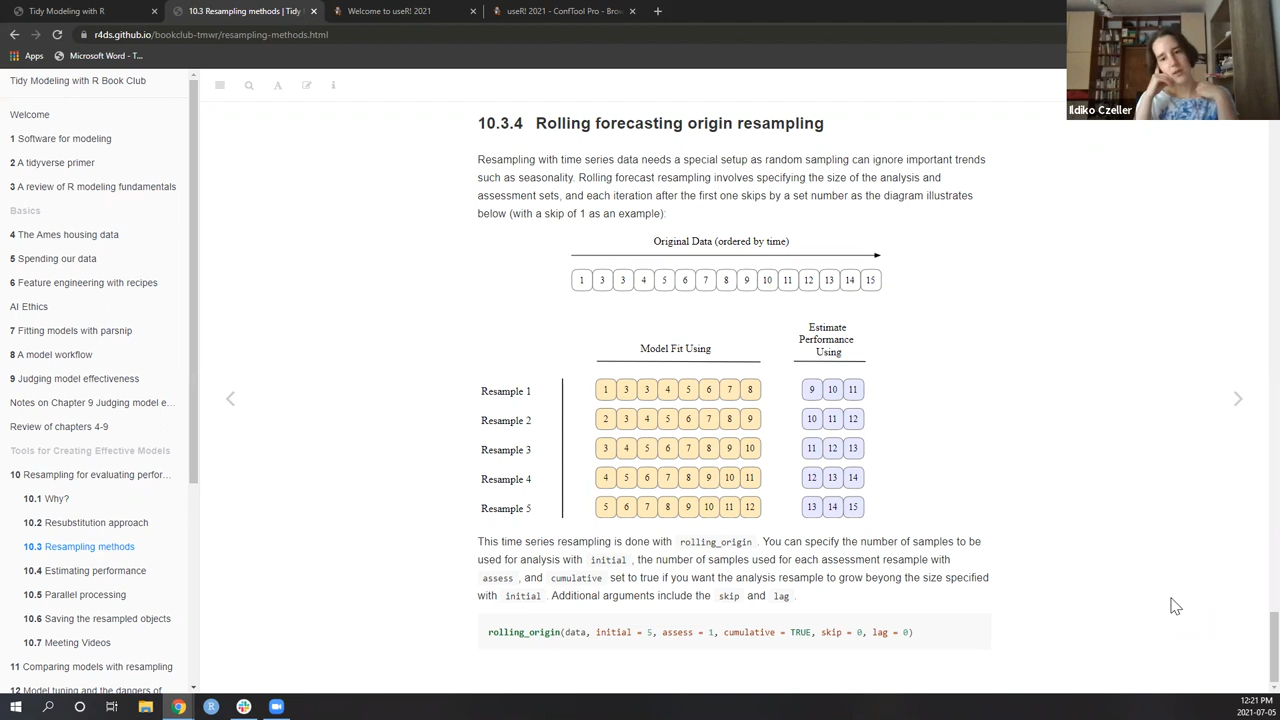 Tidy Modeling with R
10.3 Resampling methods | Tidy
Welcome to useR! 2021
useR! 2021 - ConfTool Pro - Brow
r4ds.github.io/bookclub-tmwr/resampling-methods.html
Apps
Microsoft Word - T...
Ildiko Czeller
Tidy Modeling with R Book Club
Welcome
1 Software for modeling
2 A tidyverse primer
3 A review of R modeling fundamentals
Basics
4 The Ames housing data
5 Spending our data
6 Feature engineering with recipes
AI Ethics
7 Fitting models with parsnip
8 A model workflow
9 Judging model effectiveness
Notes on Chapter 9 Judging model e...
Review of chapters 4-9
Tools for Creating Effective Models
10 Resampling for evaluating perfor...
10.1 Why?
10.2 Resubstitution approach
10.3 Resampling methods
10.4 Estimating performance
10.5 Parallel processing
10.6 Saving the resampled objects
10.7 Meeting Videos
11 Comparing models with resampling
12 Model tuning and the dangers of
10.3.4 Rolling forecasting origin resampling
Resampling with time series data needs a special setup as random sampling can ignore important trends
such as seasonality. Rolling forecast resampling involves specifying the size of the analysis and
assessment sets, and each iteration after the first one skips by a set number as the diagram illustrates
below (with a skip of 1 as an example):
Original Data (ordered by time)
1 3 3 4 5 6 7 8 9 10 11 12 13 14 15
Model Fit Using
Estimate
Performance
Using
Resample 1 1 3 3 4 5 6 7 8 9 10 11
Resample 2 2 3 4 5 6 7 8 9 10 11 12
Resample 3 3 4 5 6 7 8 9 10 11 12 13
Resample 4 4 5 6 7 8 9 10 11 12 13 14
Resample 5 5 6 7 8 9 10 11 12 13 14 15
This time series resampling is done with rolling_origin . You can specify the number of samples to be
used for analysis with initial , the number of samples used for each assessment resample with
assess , and cumulative set to true if you want the analysis resample to grow beyong the size specified
with initial . Additional arguments include the skip and lag .
rolling_origin(data, initial = 5, assess = 1, cumulative = TRUE, skip = 0, lag = 0)
12:21 PM
2021-07-05